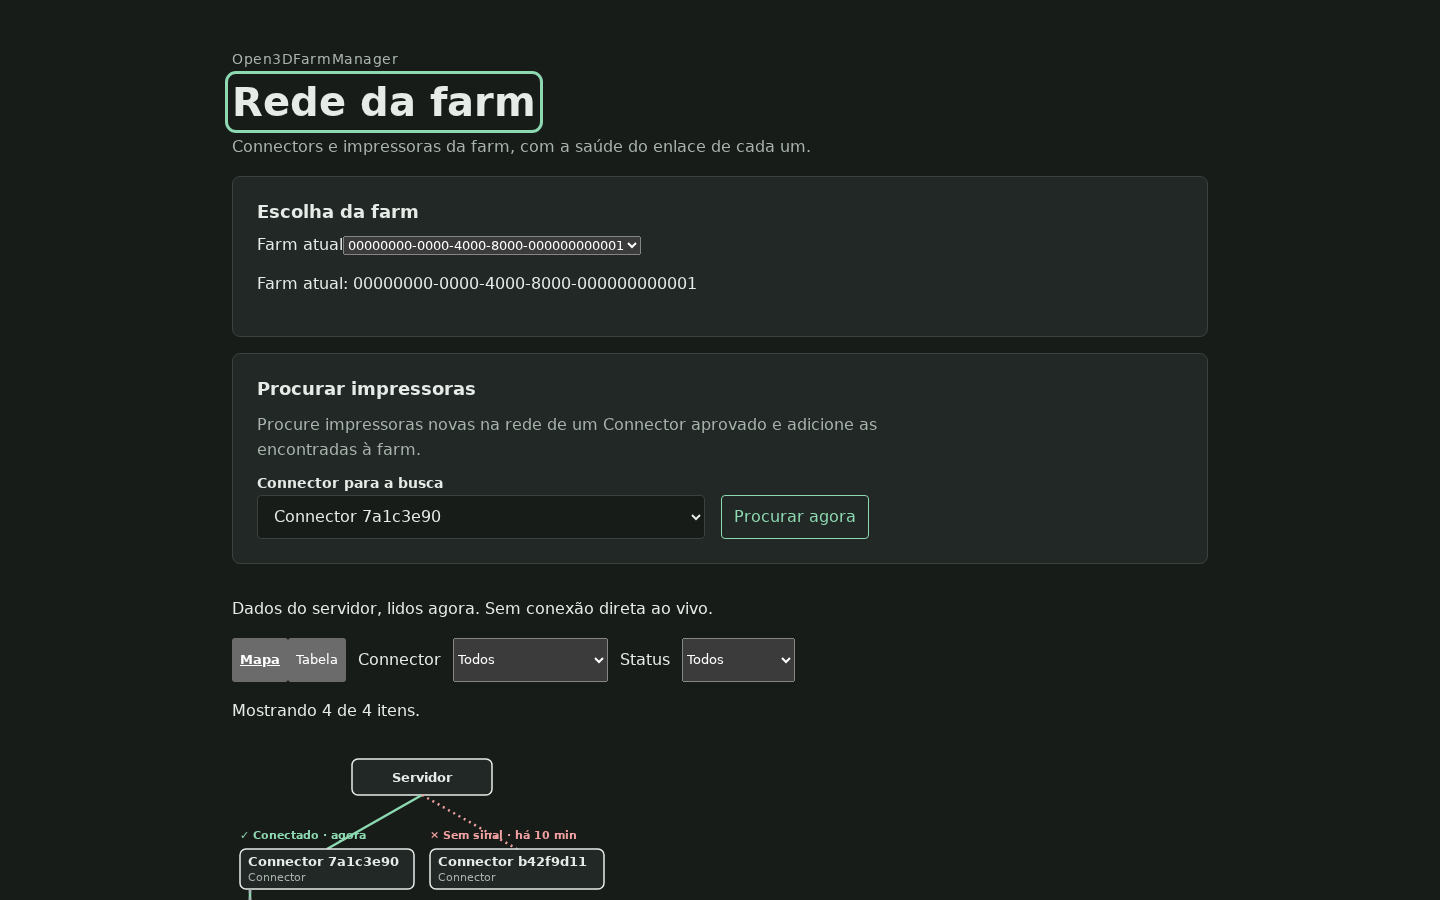 Open3DFarmManager
Rede da farm
Connectors e impressoras da farm, com a saúde do enlace de cada um.
Escolha da farm
Farm atual 00000000-0000-4000-8000-000000000001
Farm atual: 00000000-0000-4000-8000-000000000001
Procurar impressoras
Procure impressoras novas na rede de um Connector aprovado e adicione as
encontradas à farm.
Connector para a busca
Connector 7a1c3e90 Procurar agora
Dados do servidor, lidos agora. Sem conexão direta ao vivo.
Mapa Tabela Connector Todos Status Todos
Mostrando 4 de 4 itens.
Servidor
✓ Conectado · agora × Sem sinal · há 10 min
Connector 7a1c3e90 Connector b42f9d11
Connector Connector